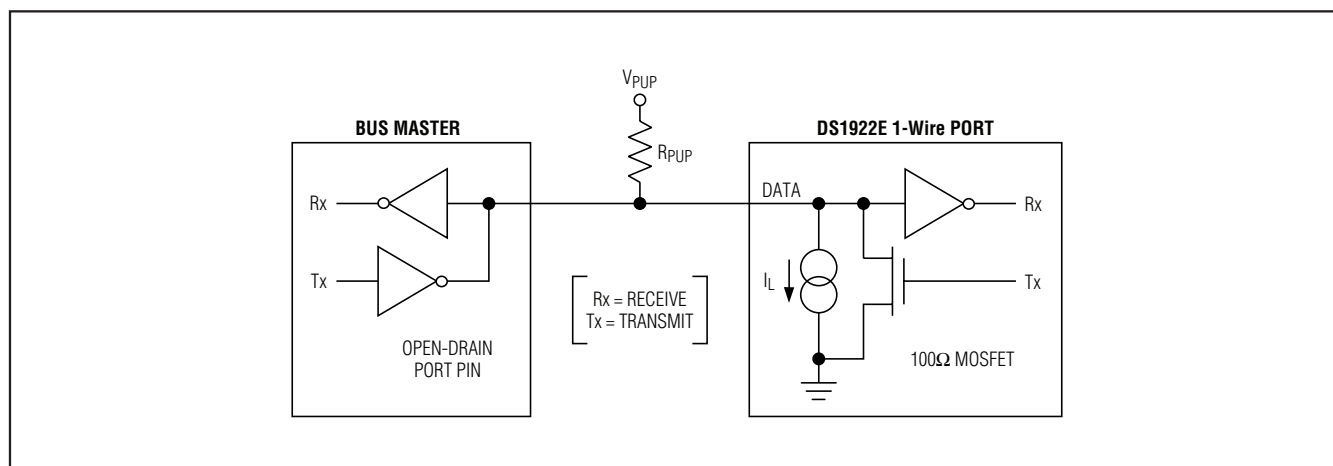 VPUP
BUS MASTER
DS1922E 1-Wire PORT
RPUP
DATA
Rx
Rx
Tx
Tx
IL
Rx = RECEIVE
Tx = TRANSMIT
OPEN-DRAIN
PORT PIN
100Ω MOSFET